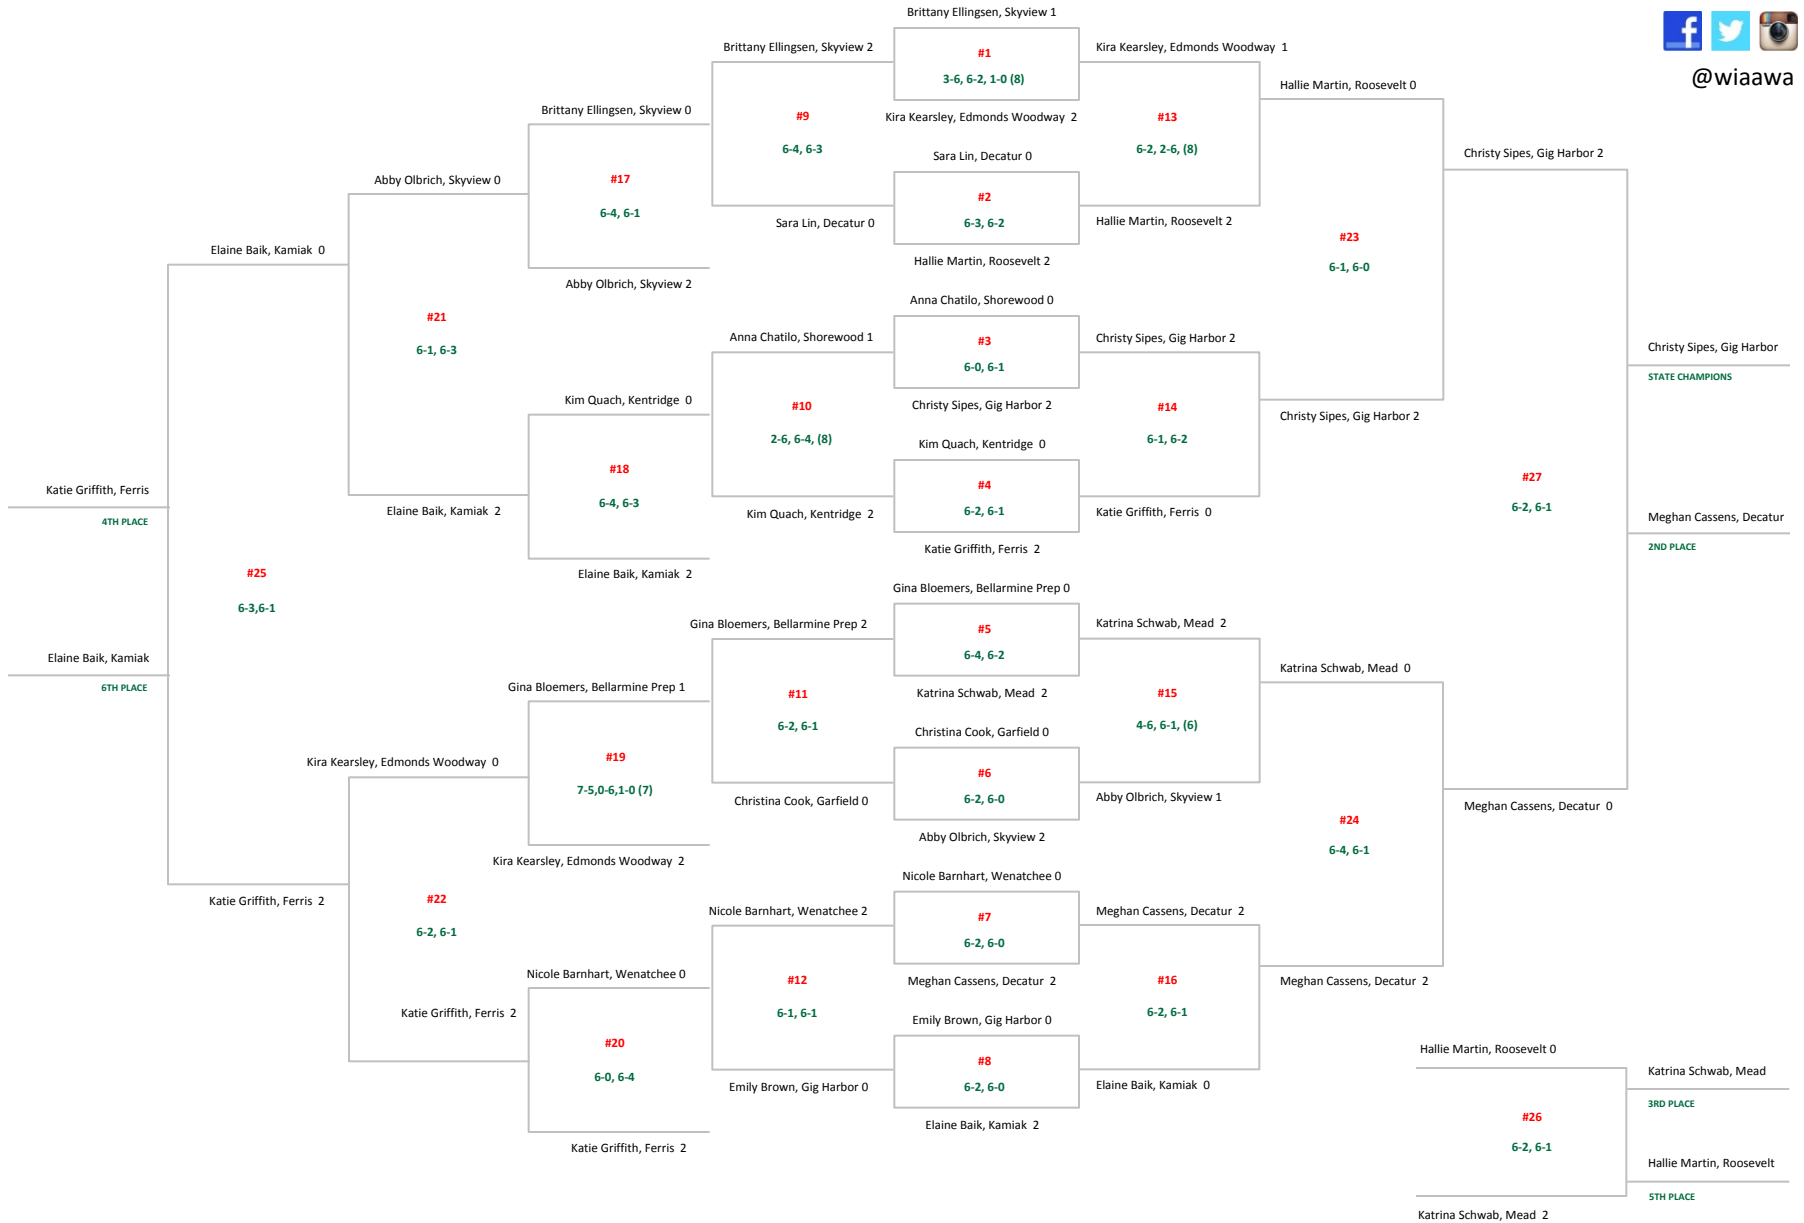 Brittany Ellingsen, Skyview 1
Brittany Ellingsen, Skyview 2
#1
Kira Kearsley, Edmonds Woodway 1
3-6, 6-2, 1-0 (8)
@wiaawa
Hallie Martin, Roosevelt 0
Brittany Ellingsen, Skyview 0
#9
Kira Kearsley, Edmonds Woodway 2
#13
6-4, 6-3
Sara Lin, Decatur 0
6-2, 2-6, (8)
Christy Sipes, Gig Harbor 2
Abby Olbrich, Skyview 0
#17
#2
6-4, 6-1
Sara Lin, Decatur 0
6-3, 6-2
Hallie Martin, Roosevelt 2
#23
Elaine Baik, Kamiak 0
Hallie Martin, Roosevelt 2
6-1, 6-0
Abby Olbrich, Skyview 2
Anna Chatilo, Shorewood 0
#21
Anna Chatilo, Shorewood 1
#3
Christy Sipes, Gig Harbor 2
6-1, 6-3
Christy Sipes, Gig Harbor
6-0, 6-1
STATE CHAMPIONS
Kim Quach, Kentridge 0
#10
Christy Sipes, Gig Harbor 2
#14
Christy Sipes, Gig Harbor 2
2-6, 6-4, (8)
Kim Quach, Kentridge 0
6-1, 6-2
#18
#27
Katie Griffith, Ferris
#4
6-4, 6-3
6-2, 6-1
Elaine Baik, Kamiak 2
Kim Quach, Kentridge 2
6-2, 6-1
Katie Griffith, Ferris 0
Meghan Cassens, Decatur
4TH PLACE
Katie Griffith, Ferris 2
2ND PLACE
#25
Elaine Baik, Kamiak 2
Gina Bloemers, Bellarmine Prep 0
6-3,6-1
Gina Bloemers, Bellarmine Prep 2
#5
Katrina Schwab, Mead 2
6-4, 6-2
Elaine Baik, Kamiak
Katrina Schwab, Mead 0
6TH PLACE
Gina Bloemers, Bellarmine Prep 1
#11
Katrina Schwab, Mead 2
#15
6-2, 6-1
Christina Cook, Garfield 0
4-6, 6-1, (6)
Kira Kearsley, Edmonds Woodway 0
#19
#6
7-5,0-6,1-0 (7)
Christina Cook, Garfield 0
6-2, 6-0
Abby Olbrich, Skyview 1
Meghan Cassens, Decatur 0
#24
Abby Olbrich, Skyview 2
6-4, 6-1
Kira Kearsley, Edmonds Woodway 2
Nicole Barnhart, Wenatchee 0
Katie Griffith, Ferris 2
#22
Nicole Barnhart, Wenatchee 2
#7
Meghan Cassens, Decatur 2
6-2, 6-1
6-2, 6-0
Nicole Barnhart, Wenatchee 0
#12
Meghan Cassens, Decatur 2
#16
Meghan Cassens, Decatur 2
Katie Griffith, Ferris 2
6-1, 6-1
Emily Brown, Gig Harbor 0
6-2, 6-1
#20
#8
Hallie Martin, Roosevelt 0
6-0, 6-4
Emily Brown, Gig Harbor 0
6-2, 6-0
Elaine Baik, Kamiak 0
Katrina Schwab, Mead
3RD PLACE
Elaine Baik, Kamiak 2
#26
Katie Griffith, Ferris 2
6-2, 6-1
Hallie Martin, Roosevelt
5TH PLACE
Katrina Schwab, Mead 2